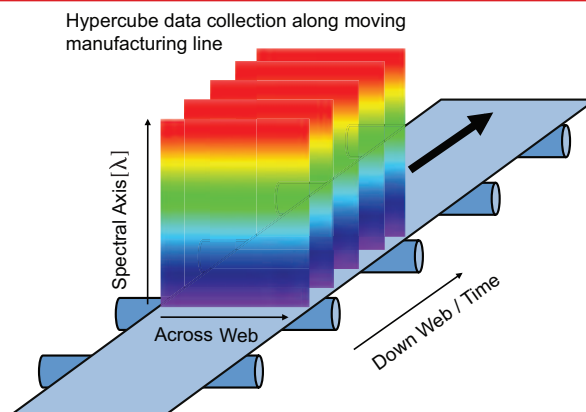 Hypercube data collection along moving
manufacturing line
Spectral Axis[λ]
Across Web
Down Web / Time